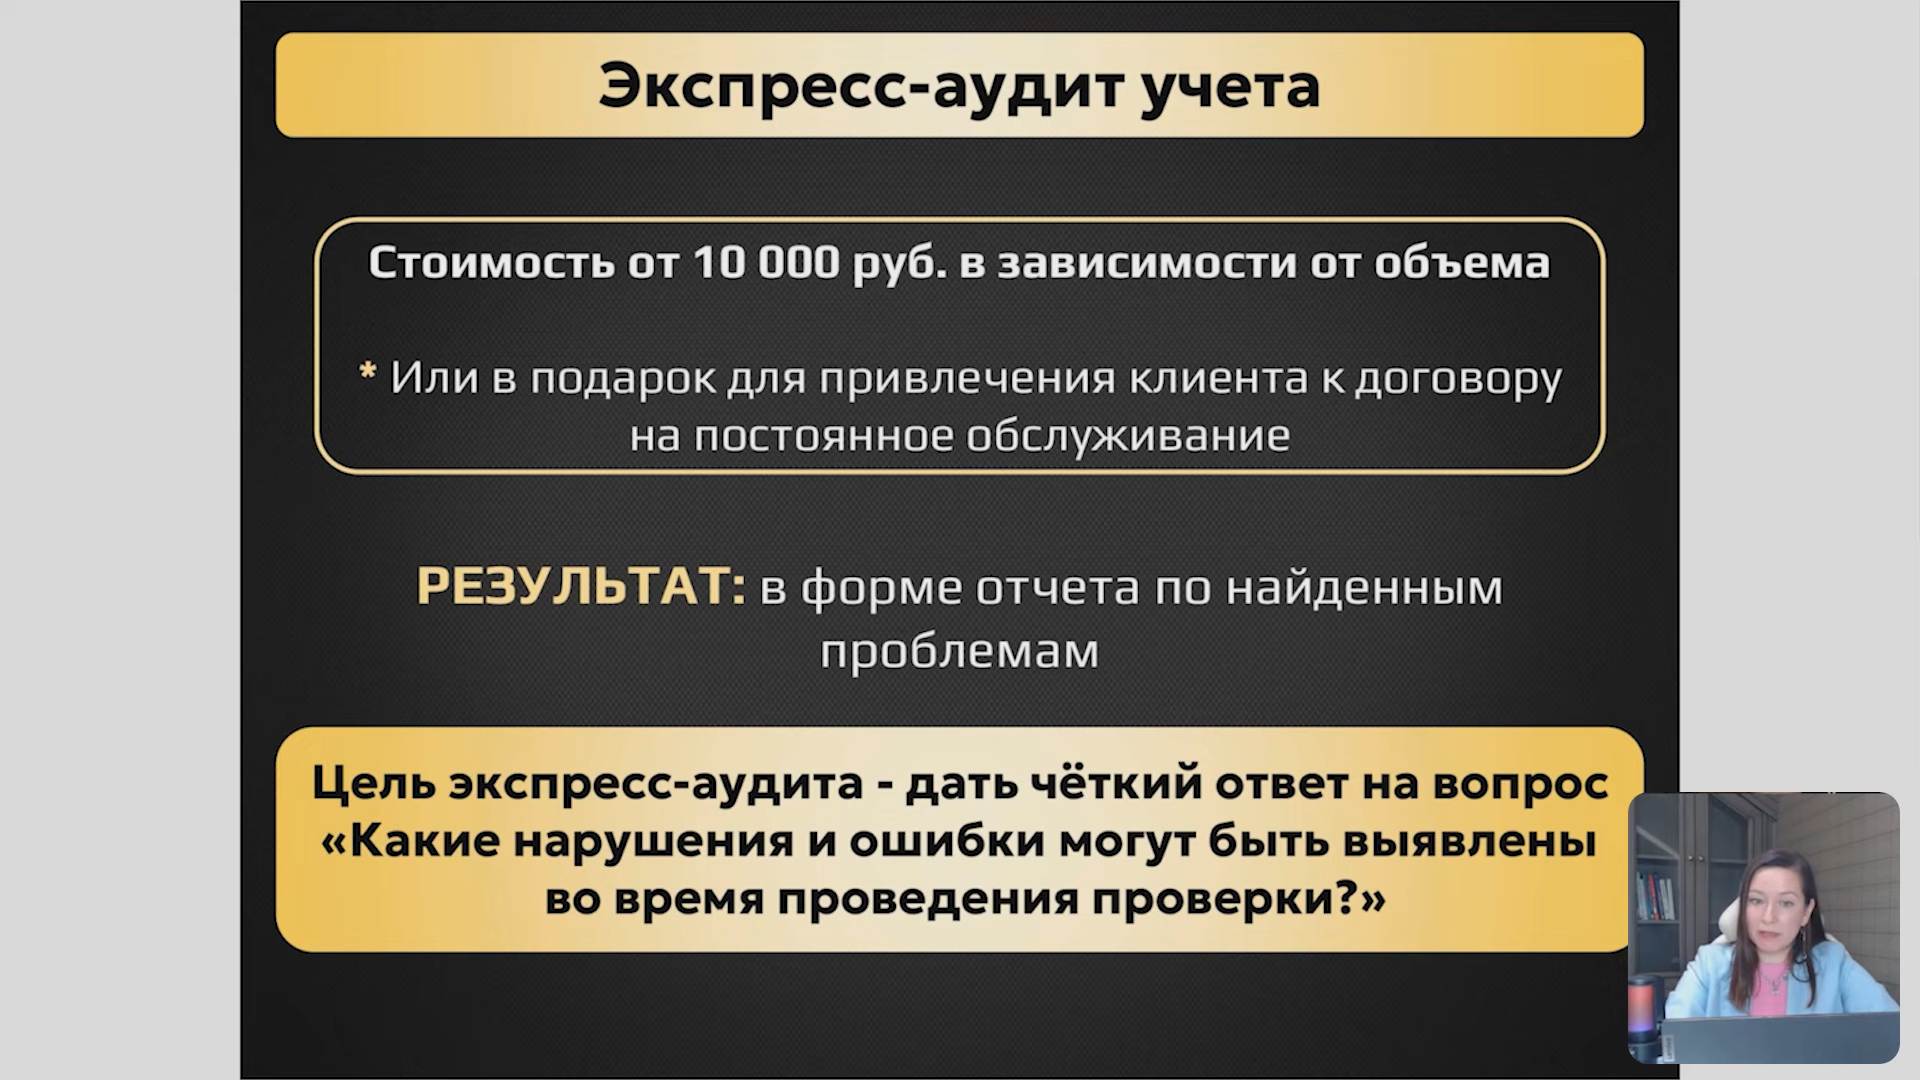 Экспресс-аудит учета
Стоимость от 10 000 руб. в зависимости от объема
* Или в подарок для привлечения клиента к договору
на постоянное обслуживание
РЕЗУЛЬТАТ: в форме отчета по найденным
проблемам
Цель экспресс-аудита - дать чёткий ответ на вопрос
«Какие нарушения и ошибки могут быть выявлены
во время проведения проверки?»